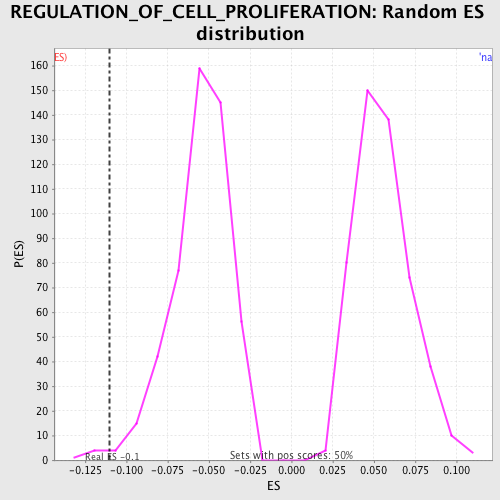 REGULATION_OF_CELL_PROLIFERATION: Random ES
distribution
ES)
'na
160
150
140
130
120
110
100
90
80
70
60
50
40
30
20
10
0
P(ES)
Real ES -0.1
Sets with pos scores: 50%
-0.125 -0.100 -0.075 -0.050 -0.025 0.000 0.025 0.050 0.075 0.100
ES